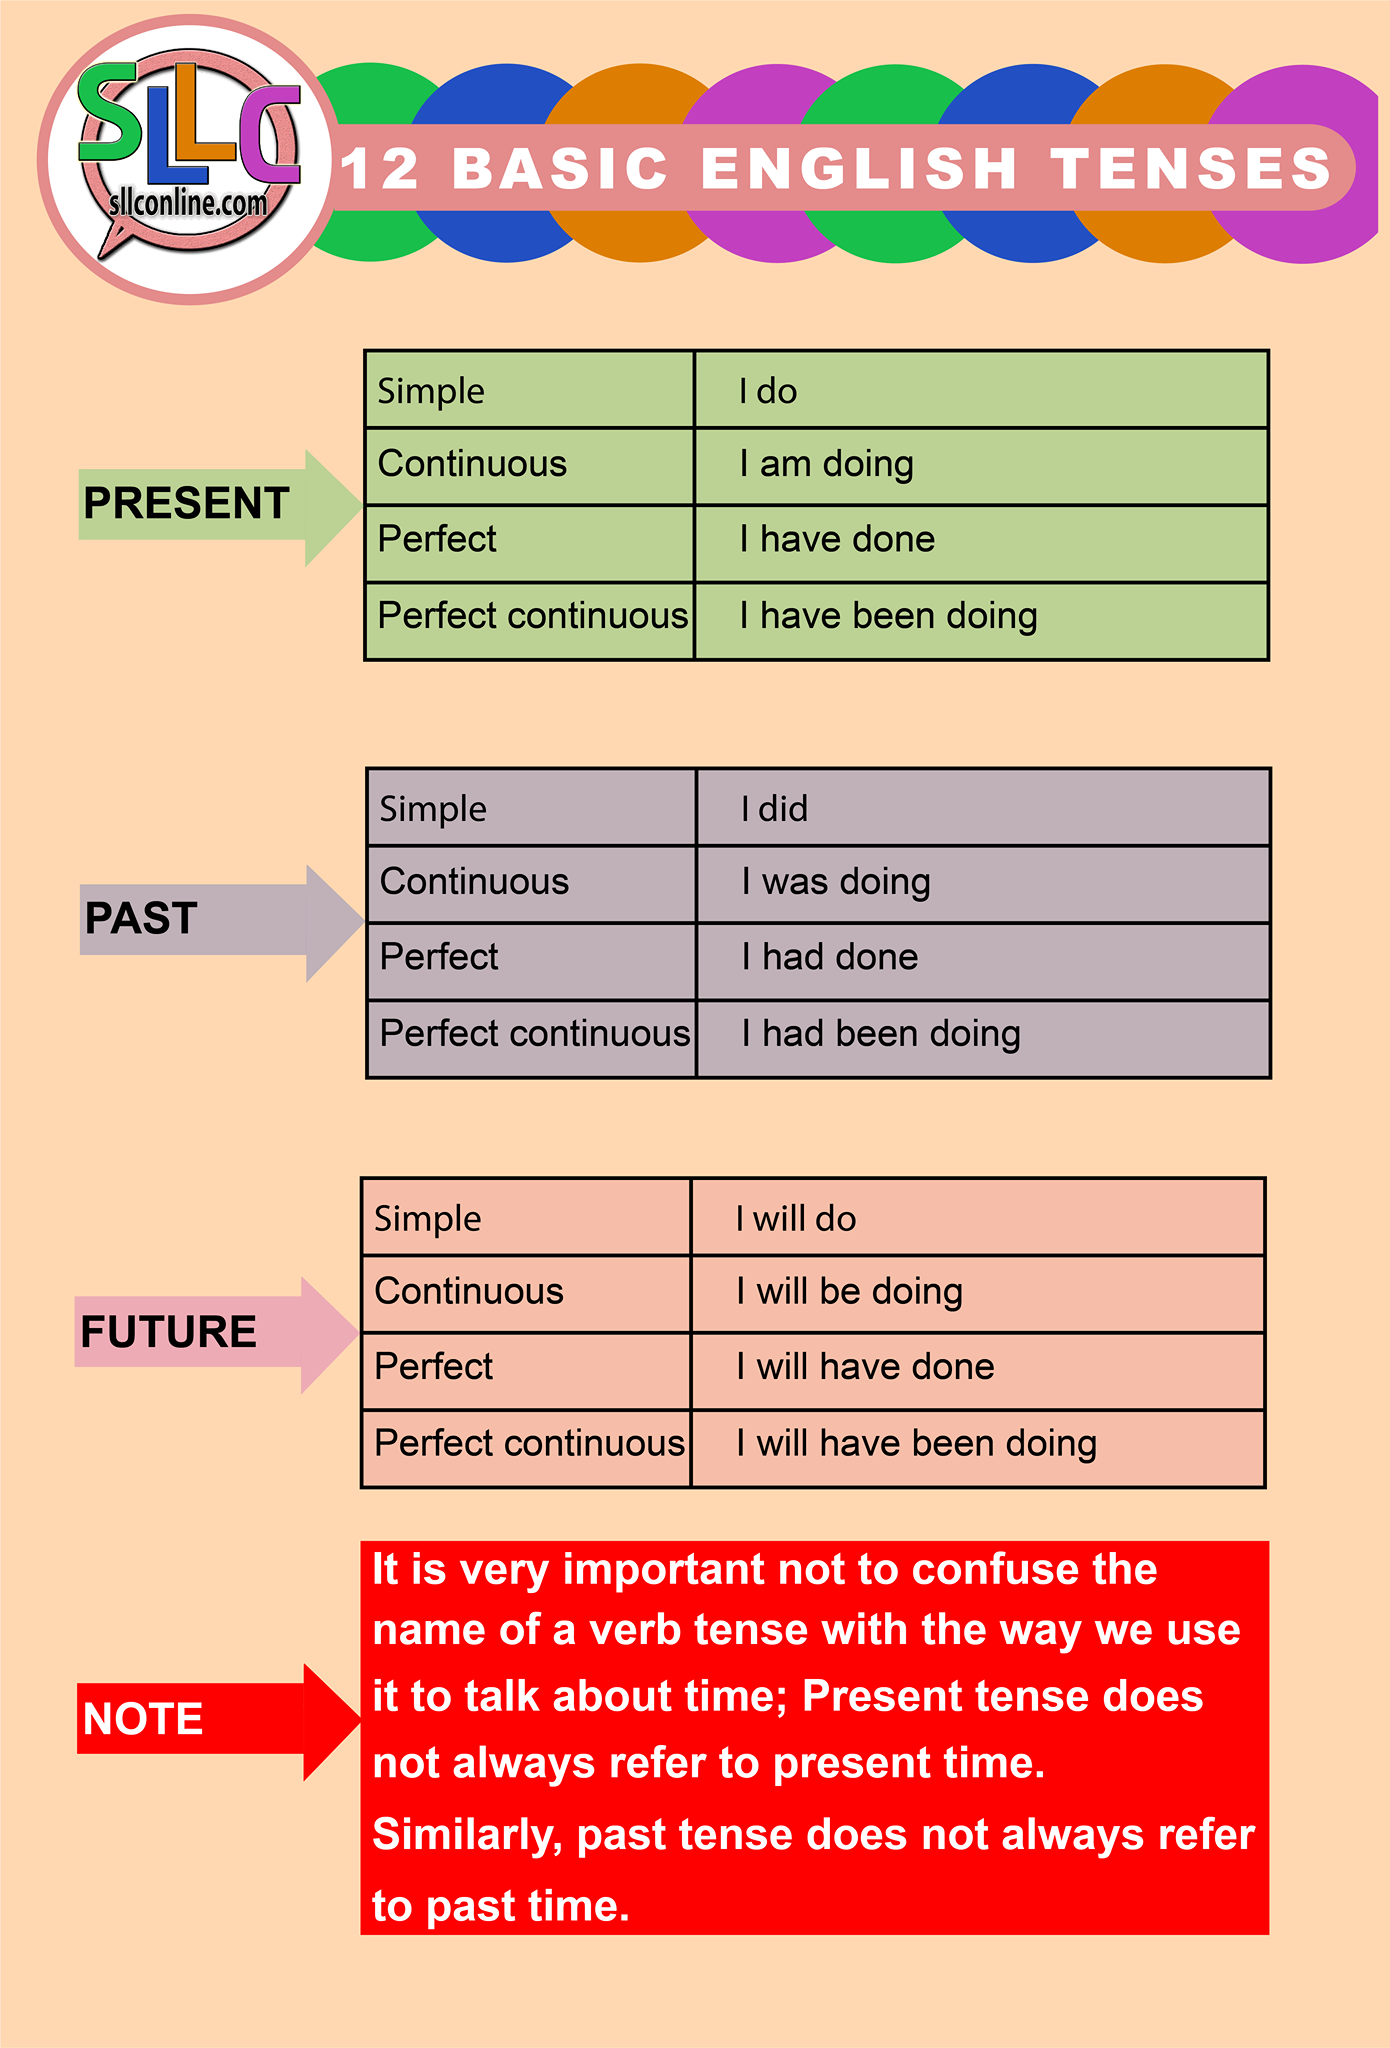 SLLC
sllconline.com
12 BASIC ENGLISH TENSES
PRESENT
Simple I do
Continuous I am doing
Perfect I have done
Perfect continuous I have been doing
PAST
Simple I did
Continuous I was doing
Perfect I had done
Perfect continuous I had been doing
FUTURE
Simple I will do
Continuous I will be doing
Perfect I will have done
Perfect continuous I will have been doing
NOTE
It is very important not to confuse the
name of a verb tense with the way we use
it to talk about time; Present tense does
not always refer to present time.
Similarly, past tense does not always refer
to past time.